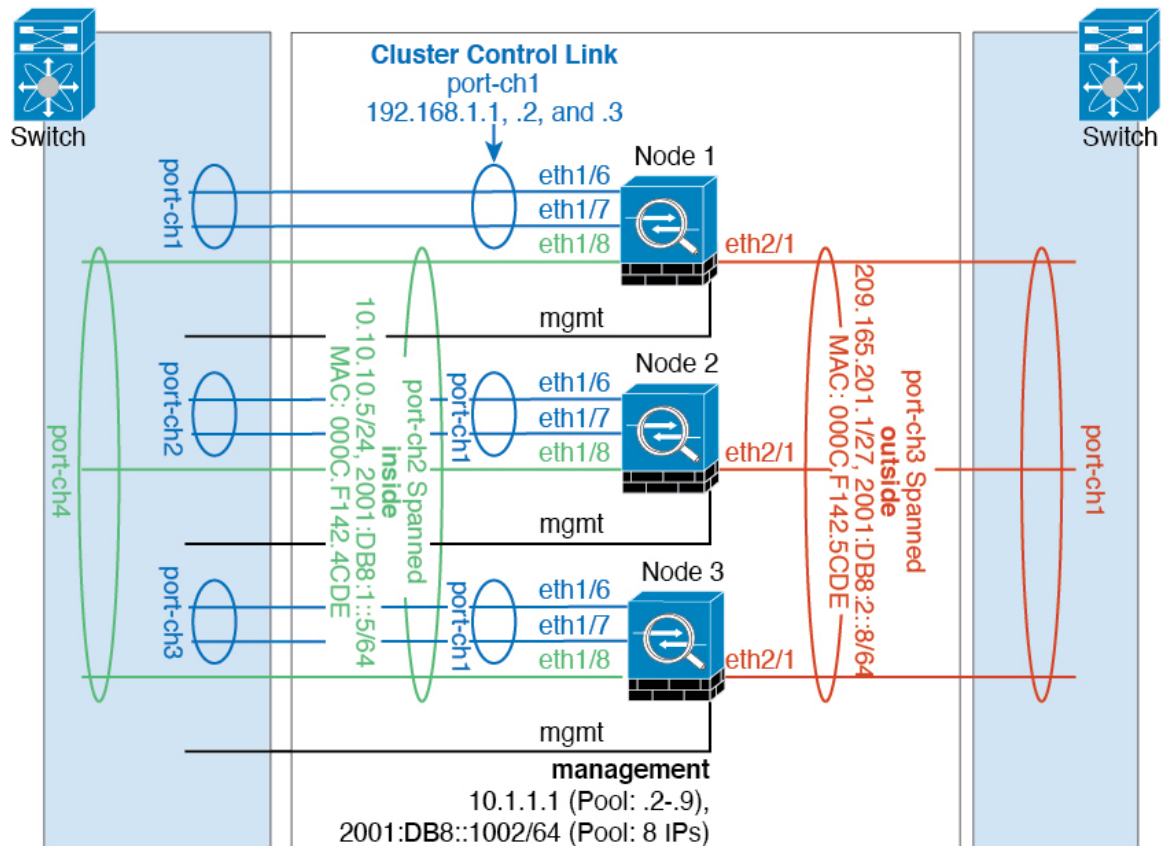 Switch
Switch
Cluster Control Link
port-ch1
192.168.1.1, .2, and .3
Node 1
port-ch1
eth1/6
eth1/7
eth1/8
eth2/1
mgmt
Node 2
port-ch2
port-ch1
eth1/6
eth1/7
eth1/8
eth2/1
mgmt
Node 3
port-ch3
port-ch1
eth1/6
eth1/7
eth1/8
eth2/1
mgmt
port-ch4
port-ch2 Spanned
inside
10.10.10.5/24, 2001:DB8:1::5/64
MAC: 000C.F142.4CDE
port-ch3 Spanned
outside
209.165.201.1/27, 2001:DB8:2::8/64
MAC: 000C.F142.5CDE
port-ch1
management
10.1.1.1 (Pool: .2-.9),
2001:DB8::1002/64 (Pool: 8 IPs)